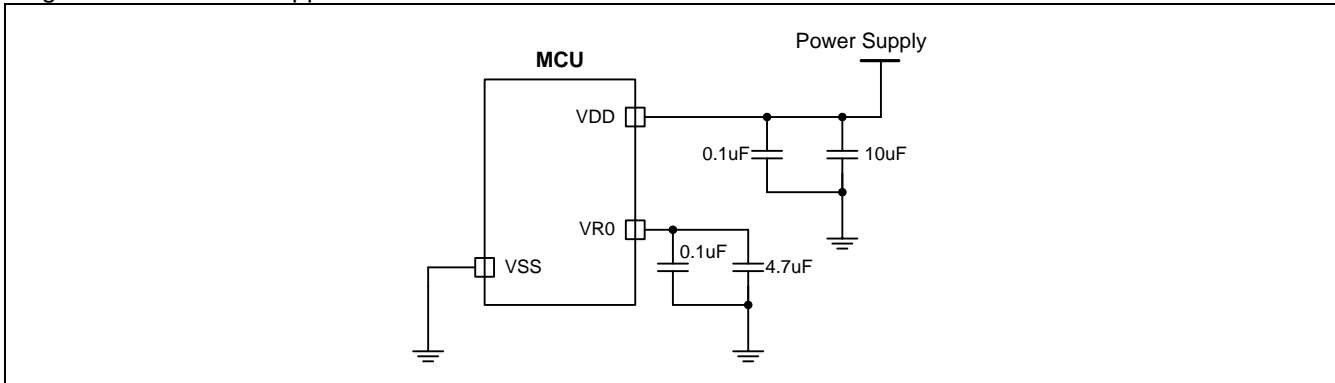 Power Supply
MCU
VDD
0.1uF
10uF
VR0
0.1uF
4.7uF
VSS